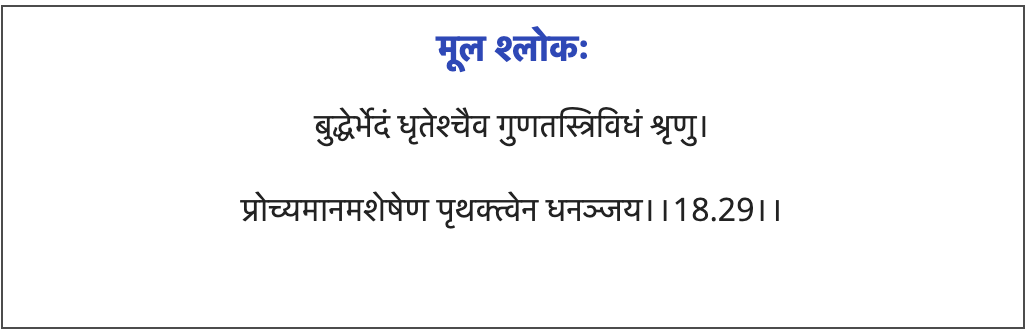 मूल श्लोकः
बुद्धेर्भेदं धृतेश्चैव गुणतस्त्रिविधं श्रृणु।
प्रोच्यमानमशेषेण पृथक्त्वेन धनञ्जय।।18.29।।